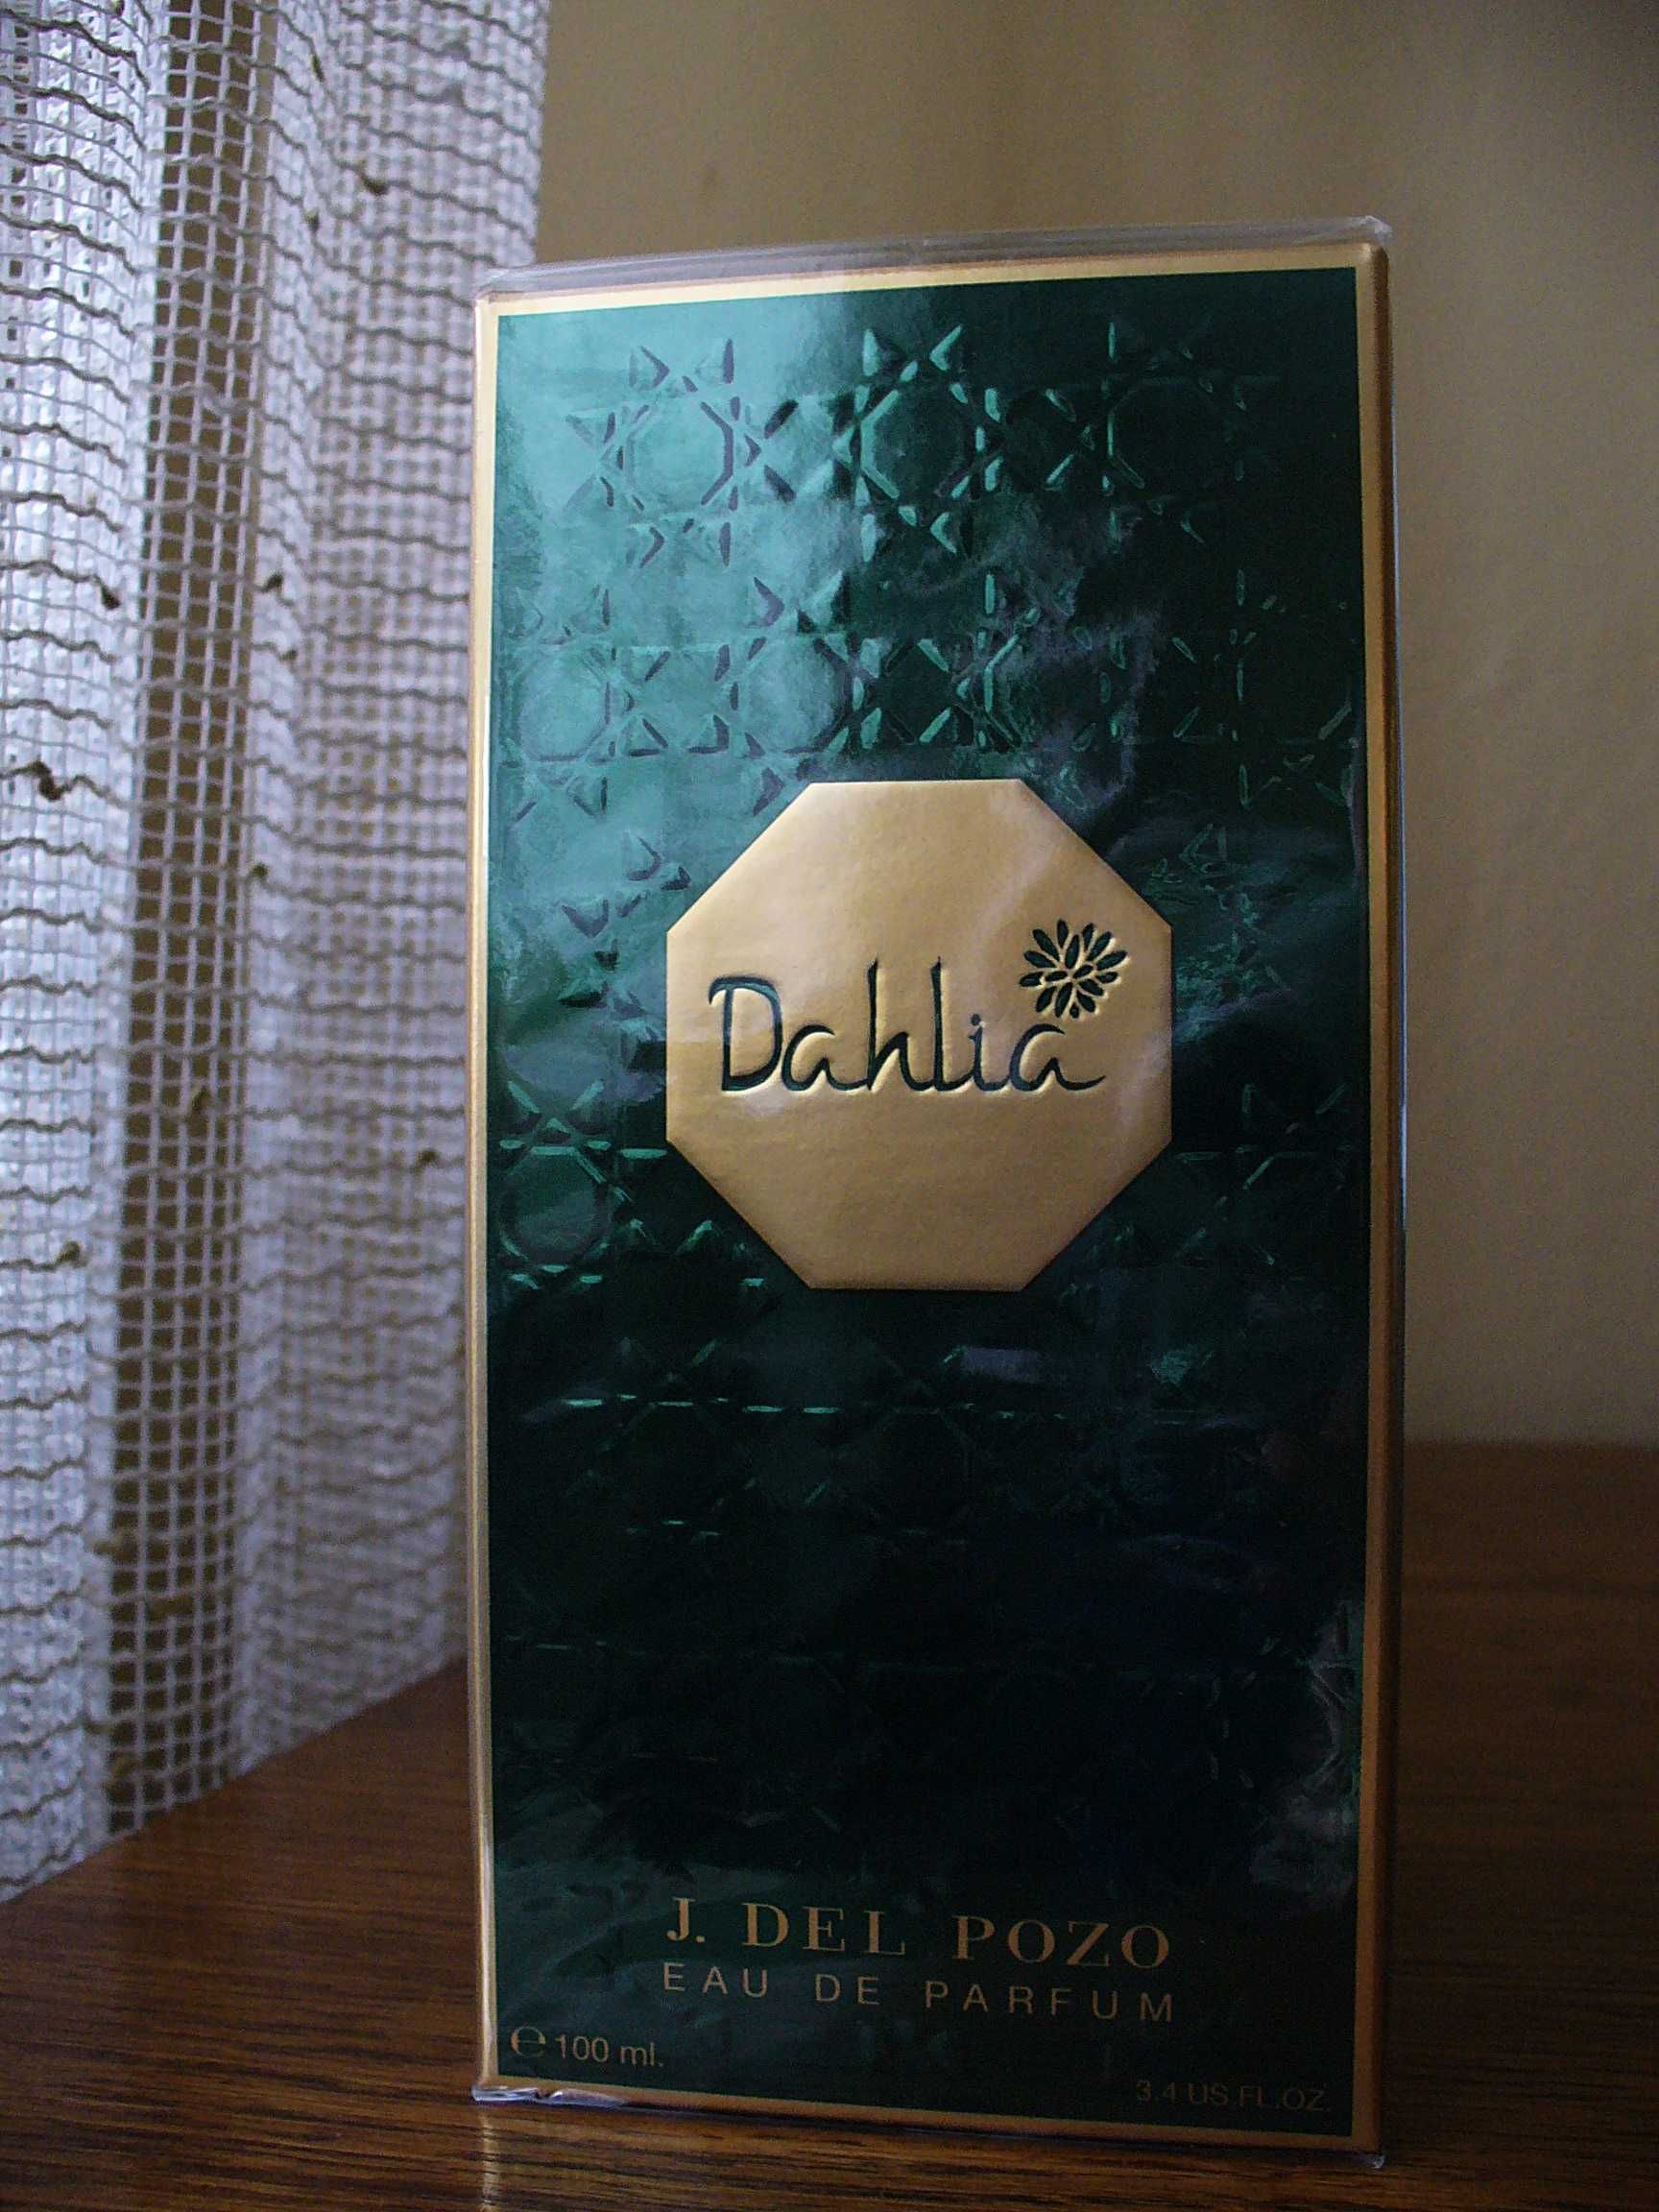 Dahlia
J. DEL POZO
EAU DE PARFUM
℮ 100 ml.
3.4 US FL.OZ.